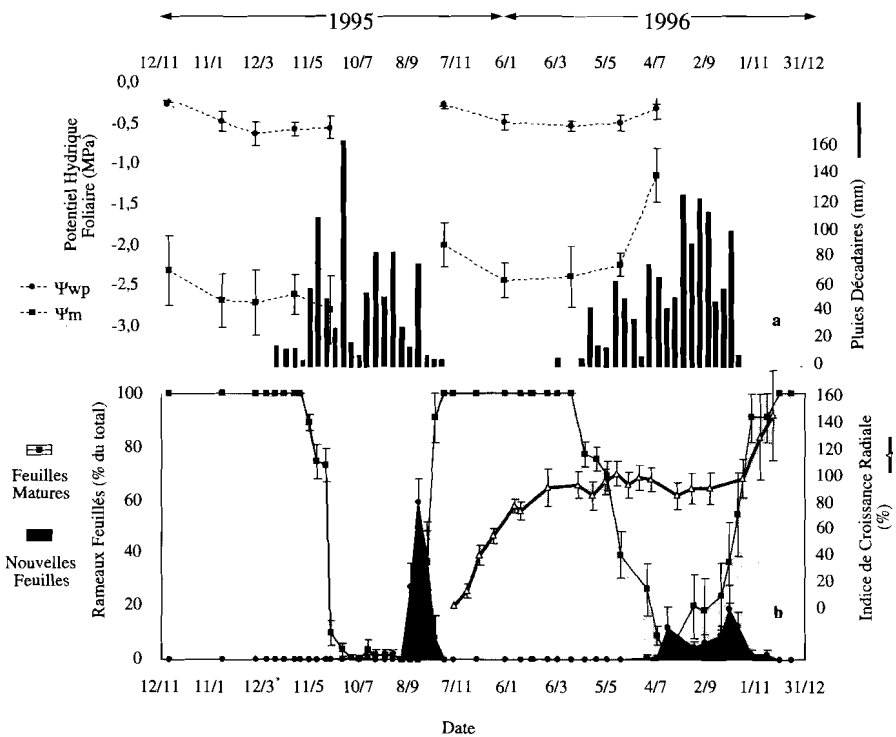 1995 1996
12/11 11/1 12/3 11/5 10/7 8/9 7/11 6/1 6/3 5/5 4/7 2/9 1/11 31/12
0,0
-0,5
-1,0
-1,5
-2,0
-2,5
-3,0
Potentiel Hydrique
Foliaire (MPa)
Ψwp
Ψm
160
140
120
100
80
60
40
20
0
Pluies Décadaires (mm)
a
100
80
60
40
20
0
Rameaux Feuillés (% du total)
Feuilles
Matures
Nouvelles
Feuilles
160
140
120
100
80
60
40
20
0
Indice de Croissance Radiale
(%)
b
12/11 11/1 12/3 11/5 10/7 8/9 7/11 6/1 6/3 5/5 4/7 2/9 1/11 31/12
Date